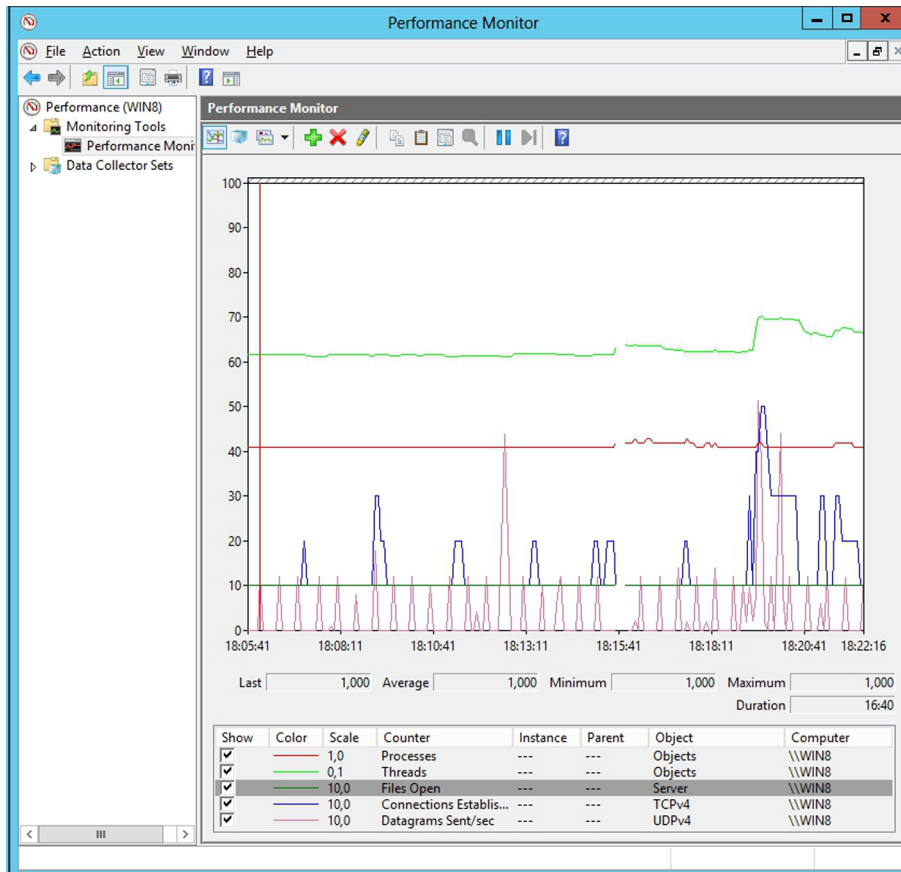 Performance Monitor
File Action View Window Help
Performance (WIN8)
Monitoring Tools
Performance Moni
Data Collector Sets
Performance Monitor
100
90
80
70
60
50
40
30
20
10
0
18:05:41 18:08:11 18:10:41 18:13:11 18:15:41 18:18:11 18:20:41 18:22:16
Last 1,000 Average 1,000 Minimum 1,000 Maximum 1,000
Duration 16:40
Show Color Scale Counter Instance Parent Object Computer
1,0 Processes --- --- Objects \\WIN8
0,1 Threads --- --- Objects \\WIN8
10,0 Files Open --- --- Server \\WIN8
10,0 Connections Establis... --- --- TCPv4 \\WIN8
10,0 Datagrams Sent/sec --- --- UDPv4 \\WIN8